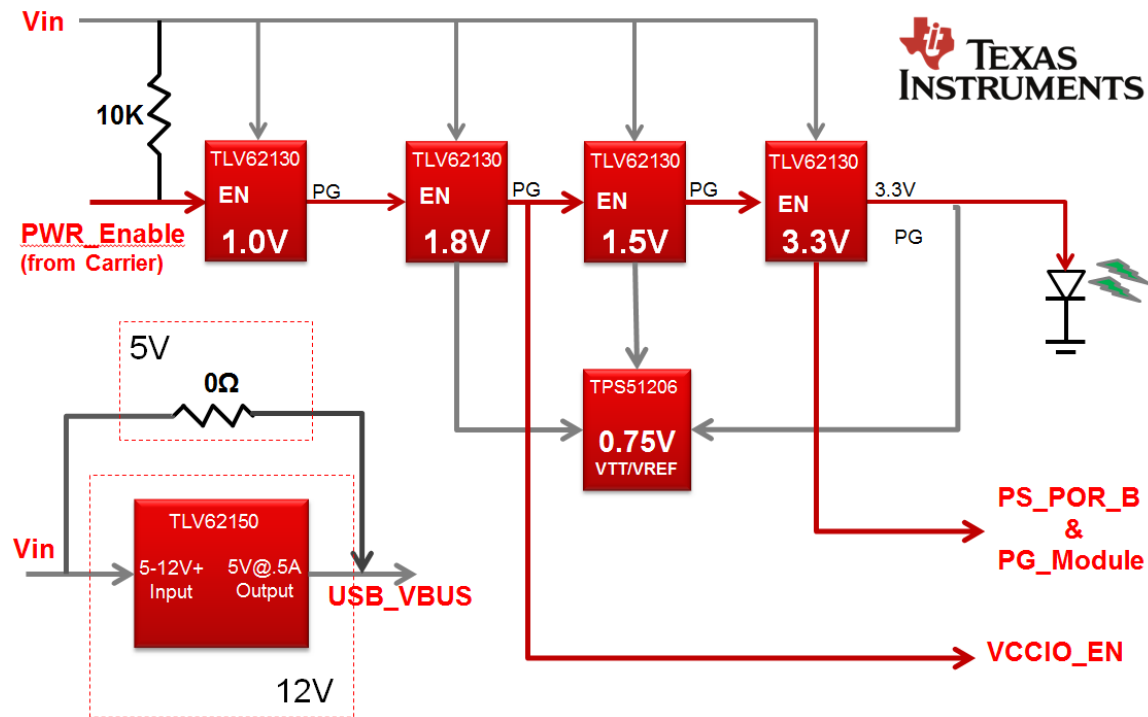 Vin
TEXAS
INSTRUMENTS
10K
TLV62130
EN
1.0V
PG
TLV62130
EN
1.8V
PG
TLV62130
EN
1.5V
PG
TLV62130
EN
3.3V
3.3V
PG
PWR_Enable
(from Carrier)
5V
0Ω
TPS51206
0.75V
VTT/VREF
TLV62150
Vin
5-12V+
Input
5V@.5A
Output
USB_VBUS
12V
PS_POR_B
&
PG_Module
VCCIO_EN